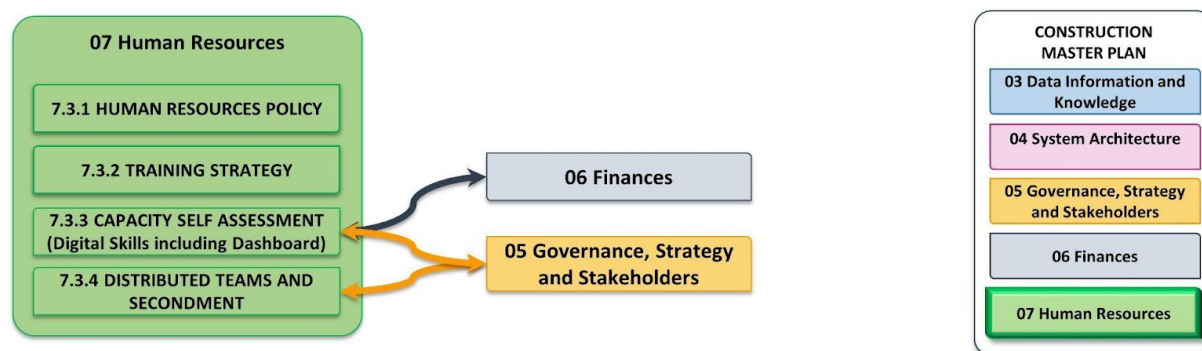 07 Human Resources
7.3.1 HUMAN RESOURCES POLICY
7.3.2 TRAINING STRATEGY
7.3.3 CAPACITY SELF ASSESSMENT
(Digital Skills including Dashboard)
7.3.4 DISTRIBUTED TEAMS AND
SECONDMENT
06 Finances
05 Governance, Strategy
and Stakeholders
CONSTRUCTION
MASTER PLAN
03 Data Information and
Knowledge
04 System Architecture
05 Governance, Strategy
and Stakeholders
06 Finances
07 Human Resources